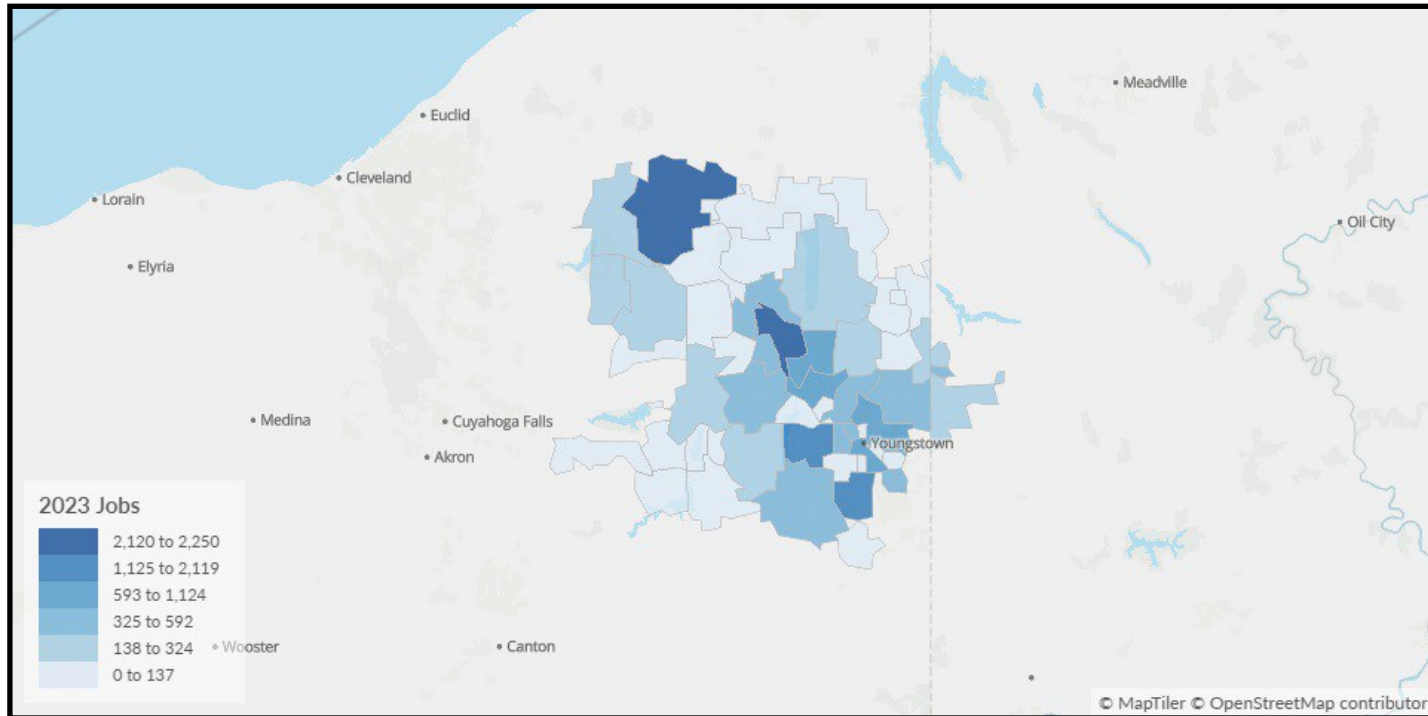 Meadville
Euclid
Cleveland
Lorain
Oil City
Elyria
Medina
Cuyahoga Falls
Youngstown
Akron
2023 Jobs
2,120 to 2,250
1,125 to 2,119
593 to 1,124
325 to 592
138 to 324
0 to 137
Wooster
Canton
© MapTiler © OpenStreetMap contributor